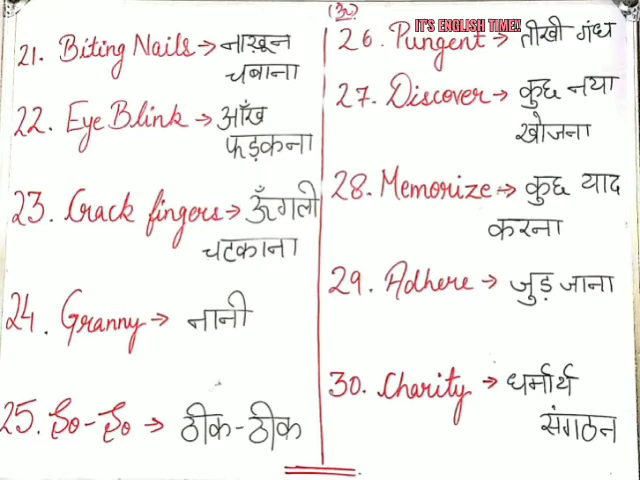 (30)
IT'S ENGLISH TIME!!
21. Biting Nails → नाख़ून
चबाना
22. Eye Blink → आँख
फड़कना
23. Crack fingers → ऊँगली
चटकाना
24. Granny → नानी
25. So-So → ठीक-ठीक
26. Pungent → तीखी गंध
27. Discover → कुछ नया
खोजना
28. Memorize → कुछ याद
करना
29. Adhere → जुड़ जाना
30. Charity → धर्मार्थ
संगठन